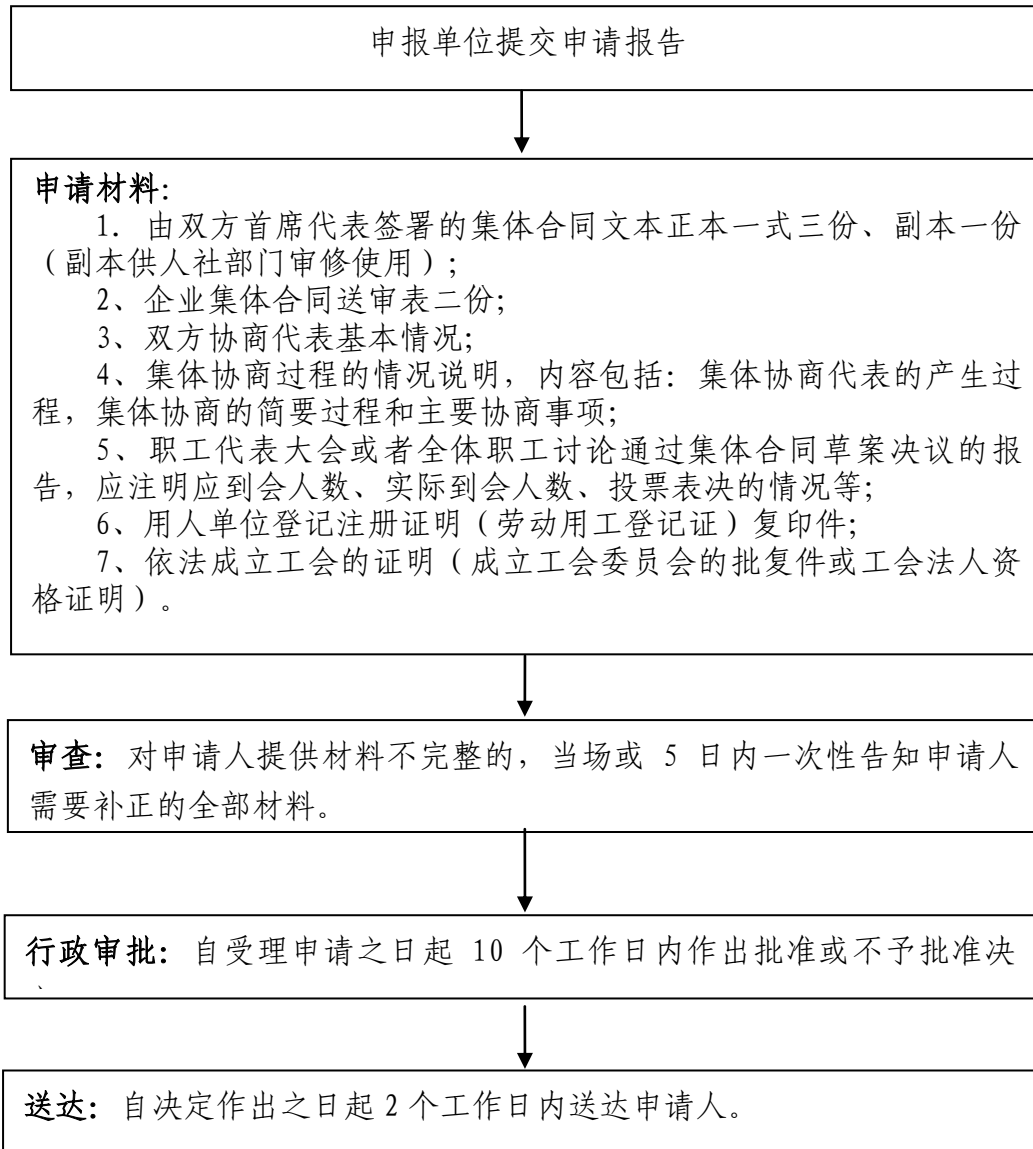 申报单位提交申请报告
申请材料：
1．由双方首席代表签署的集体合同文本正本一式三份、副本一份
（副本供人社部门审修使用）；
2、企业集体合同送审表二份；
3、双方协商代表基本情况；
4、集体协商过程的情况说明，内容包括：集体协商代表的产生过
程，集体协商的简要过程和主要协商事项；
5、职工代表大会或者全体职工讨论通过集体合同草案决议的报
告，应注明应到会人数、实际到会人数、投票表决的情况等；
6、用人单位登记注册证明（劳动用工登记证）复印件；
7、依法成立工会的证明（成立工会委员会的批复件或工会法人资
格证明）。
审查：对申请人提供材料不完整的，当场或 5 日内一次性告知申请人
需要补正的全部材料。
行政审批：自受理申请之日起 10 个工作日内作出批准或不予批准决
送达：自决定作出之日起 2 个工作日内送达申请人。